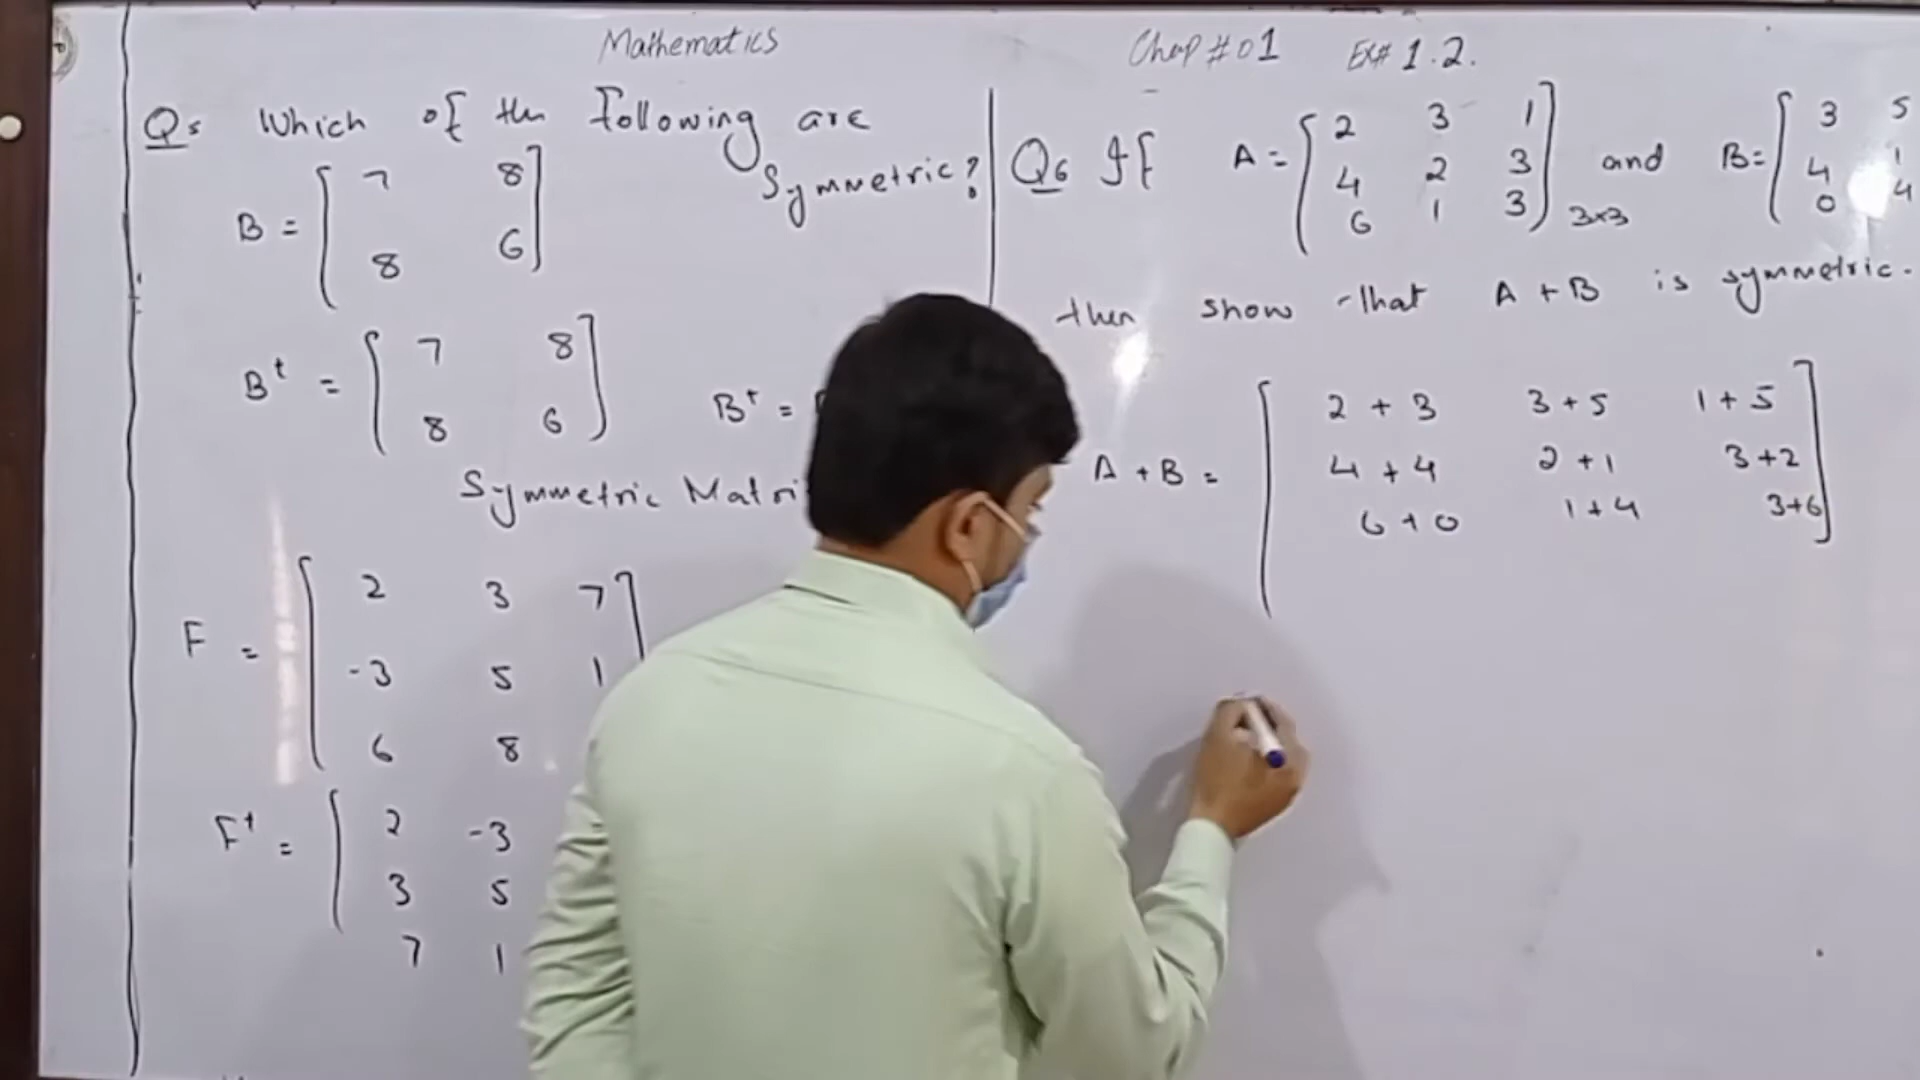 Mathematics Chap # 01 Ex# 1.2.
Q5 Which of the following are
Symmetric?
B = [ 7 8
8 6 ]
B^t = [ 7 8
8 6 ]
B^t =
Symmetric Matri
F = [ 2 3 7
-3 5 1
6 8
F^t = [ 2 -3
3 5
7 1
Q6 If A = [ 2 3 1
4 2 3
6 1 3 ] 3x3
and B = [ 3 5
4 1
0 4
then show that A + B is symmetric.
A + B = [ 2 + 3 3 + 5 1 + 5
4 + 4 2 + 1 3 + 2
6 + 0 1 + 4 3 + 6 ]